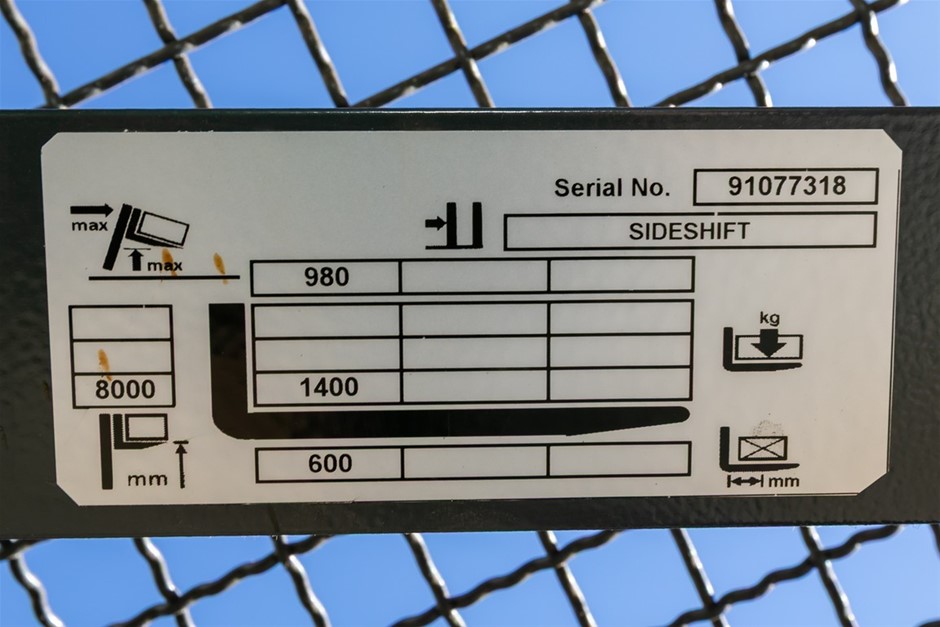 Serial No. 91077318
max
SIDESHIFT
max
980
kg
8000 1400
600
mm
mm